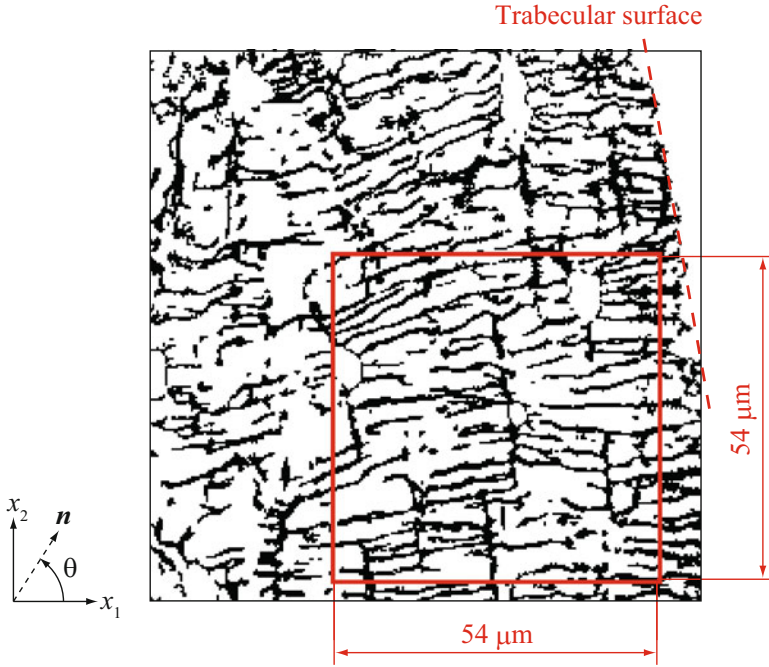 Trabecular surface
54 μm
x2
n
θ
x1
54 μm